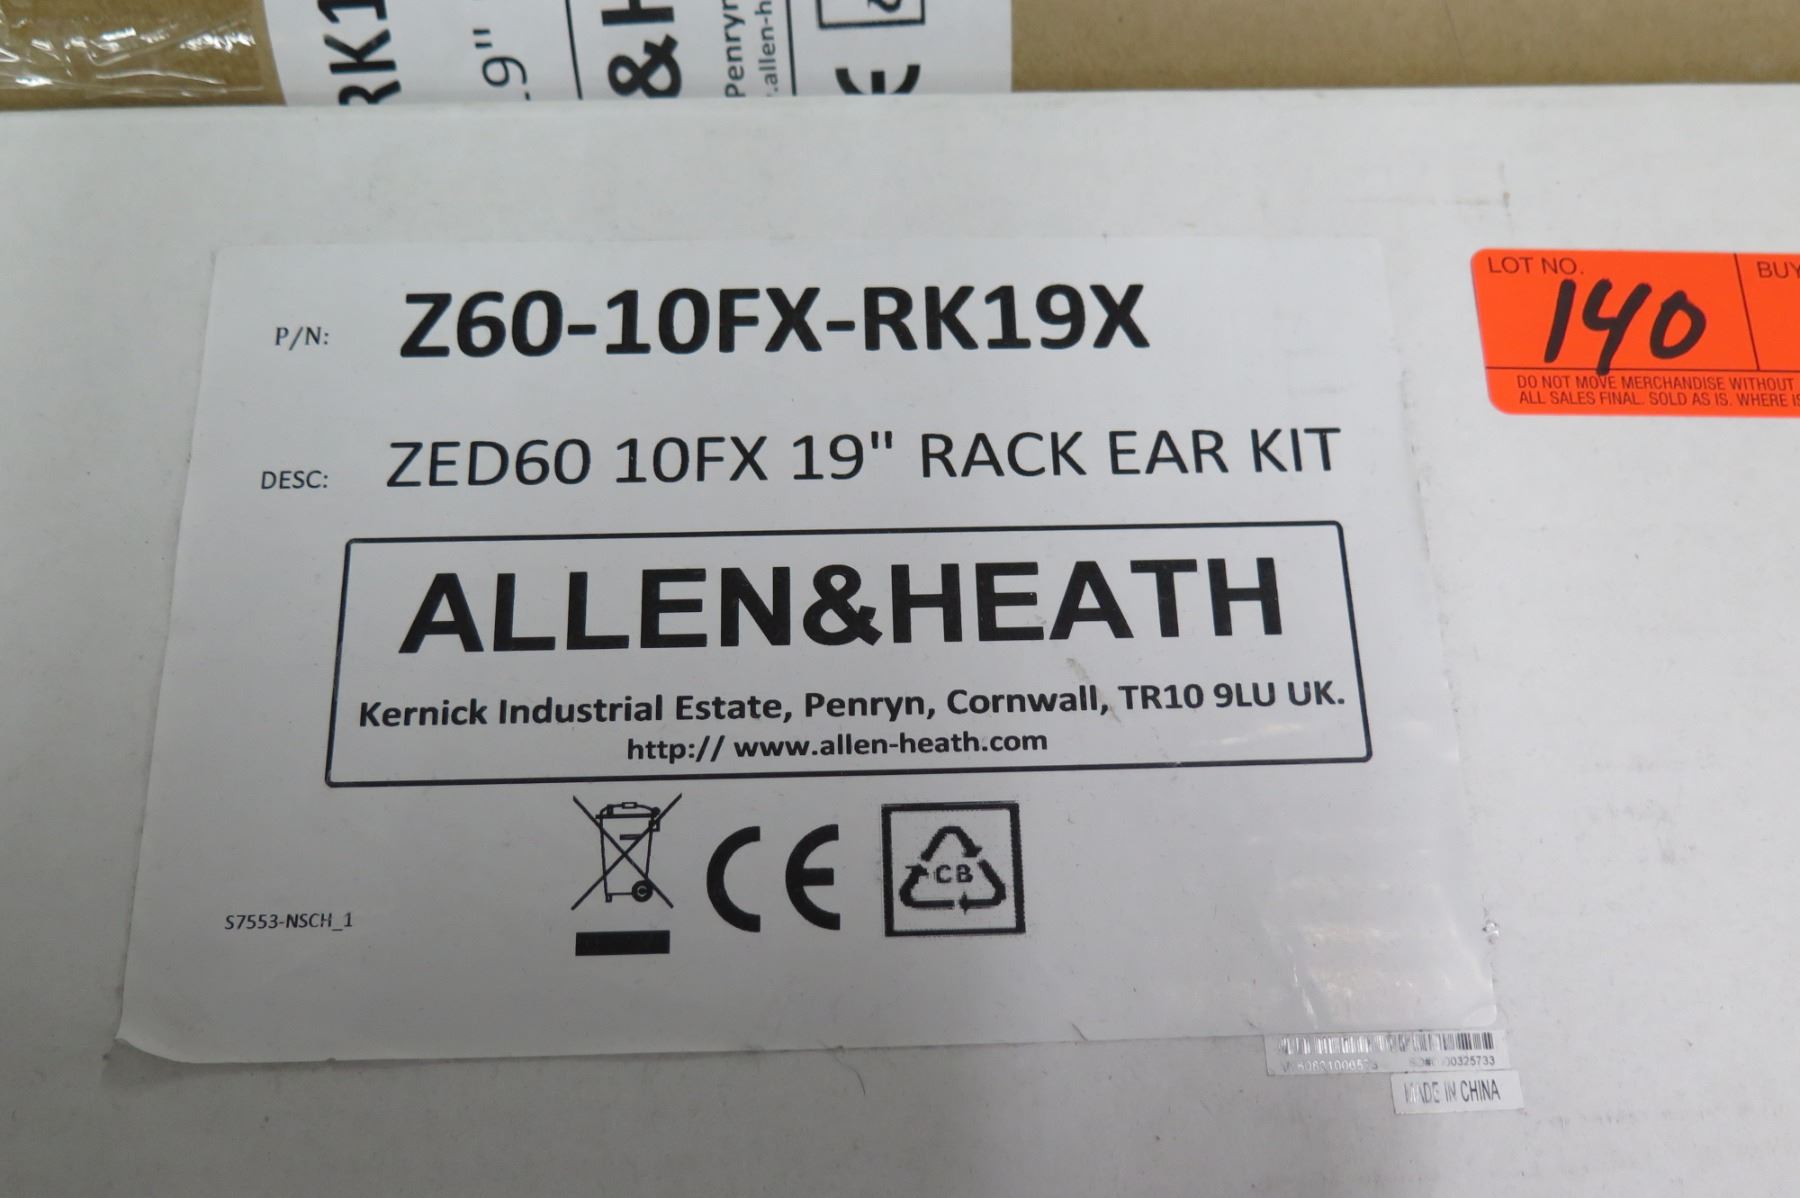 RK1
.9"
&H
Penryn
.allen-h
CE
P/N: Z60-10FX-RK19X
DESC: ZED60 10FX 19" RACK EAR KIT
ALLEN&HEATH
Kernick Industrial Estate, Penryn, Cornwall, TR10 9LU UK.
http:// www.allen-heath.com
CE
CB
S7553-NSCH_1
LOT NO. 140
BUY
DO NOT MOVE MERCHANDISE WITHOUT
ALL SALES FINAL. SOLD AS IS. WHERE IS
00325733
MADE IN CHINA